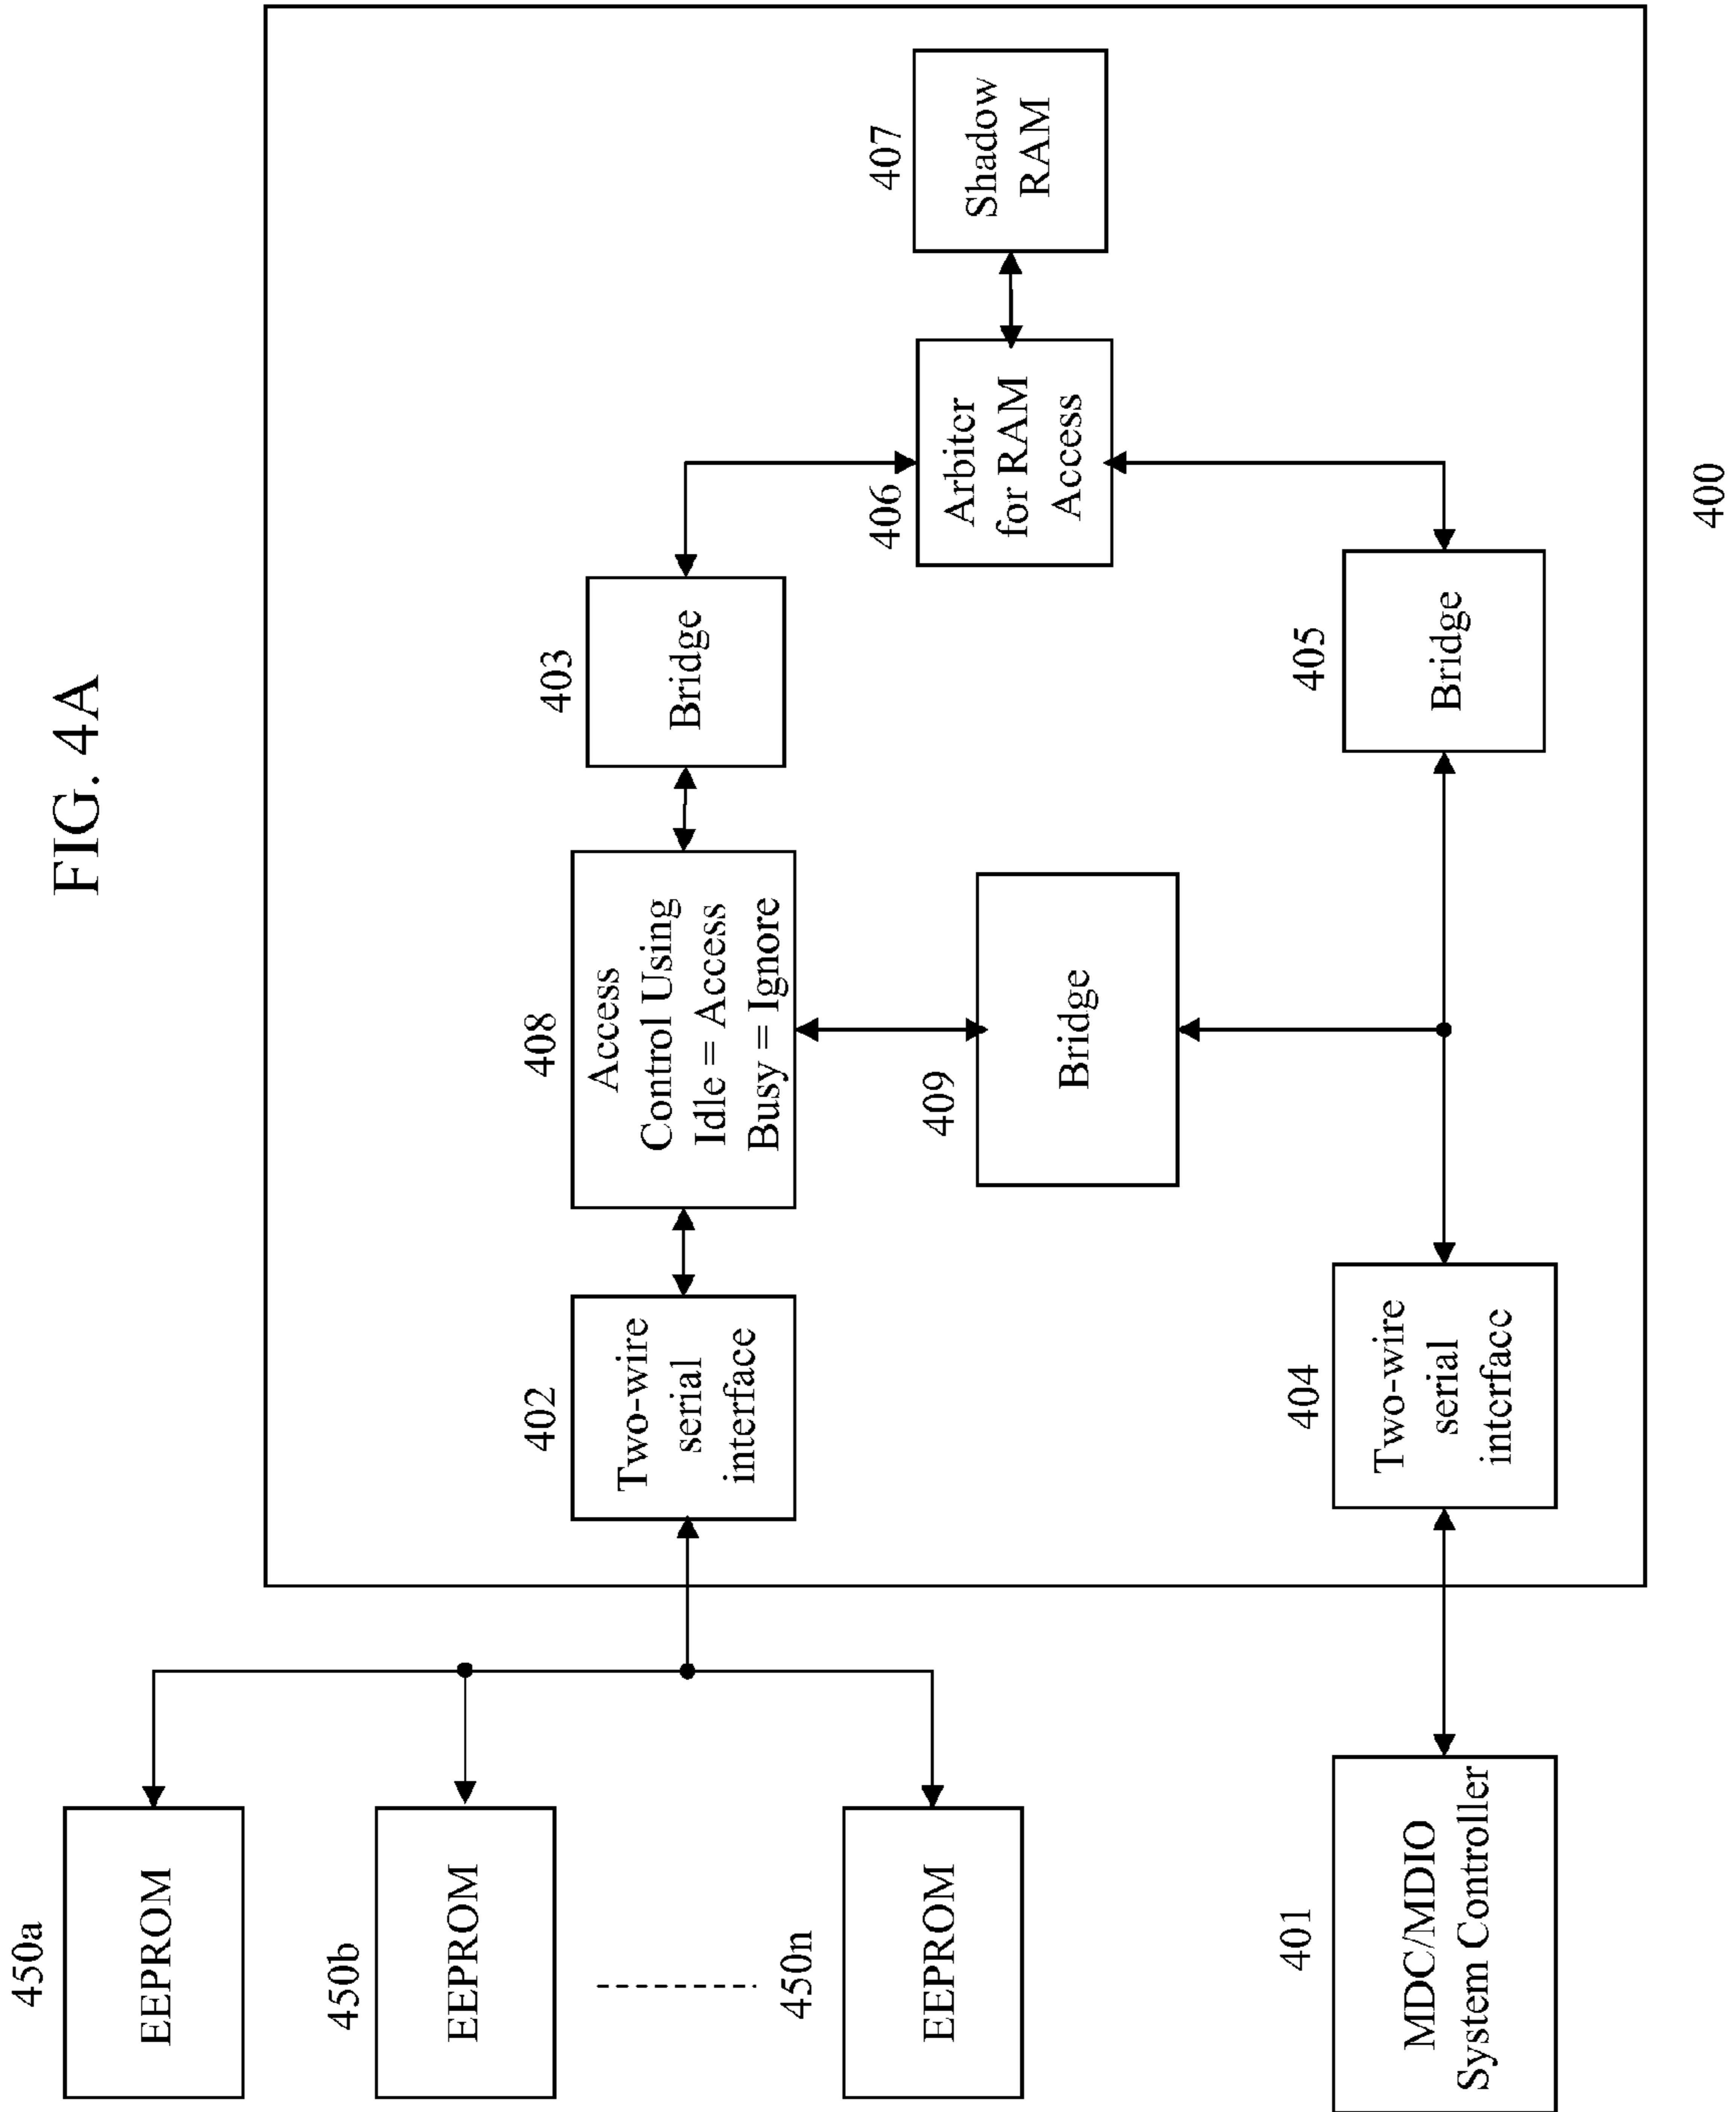 FIG. 4A
450a
EEPROM
450b
EEPROM
450n
EEPROM
401
MDC/MDIO
System Controller
402
Two-wire
serial
interface
408
Access
Control Using
Idle = Access
Busy = Ignore
403
Bridge
409
Bridge
404
Two-wire
serial
interface
405
Bridge
406
Arbiter
for RAM
Access
407
Shadow
RAM
400